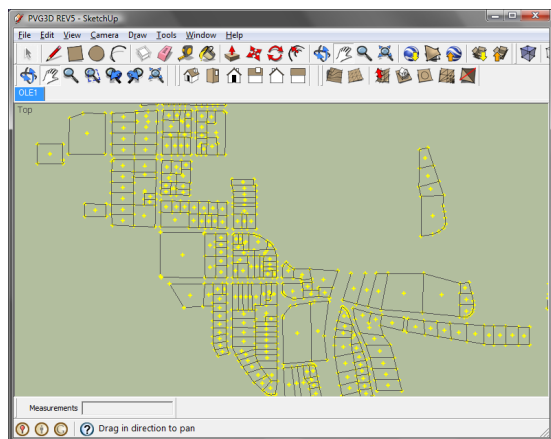 PVG3D REV5 - SketchUp
File Edit View Camera Draw Tools Window Help
OLE1
Top
Measurements
Drag in direction to pan